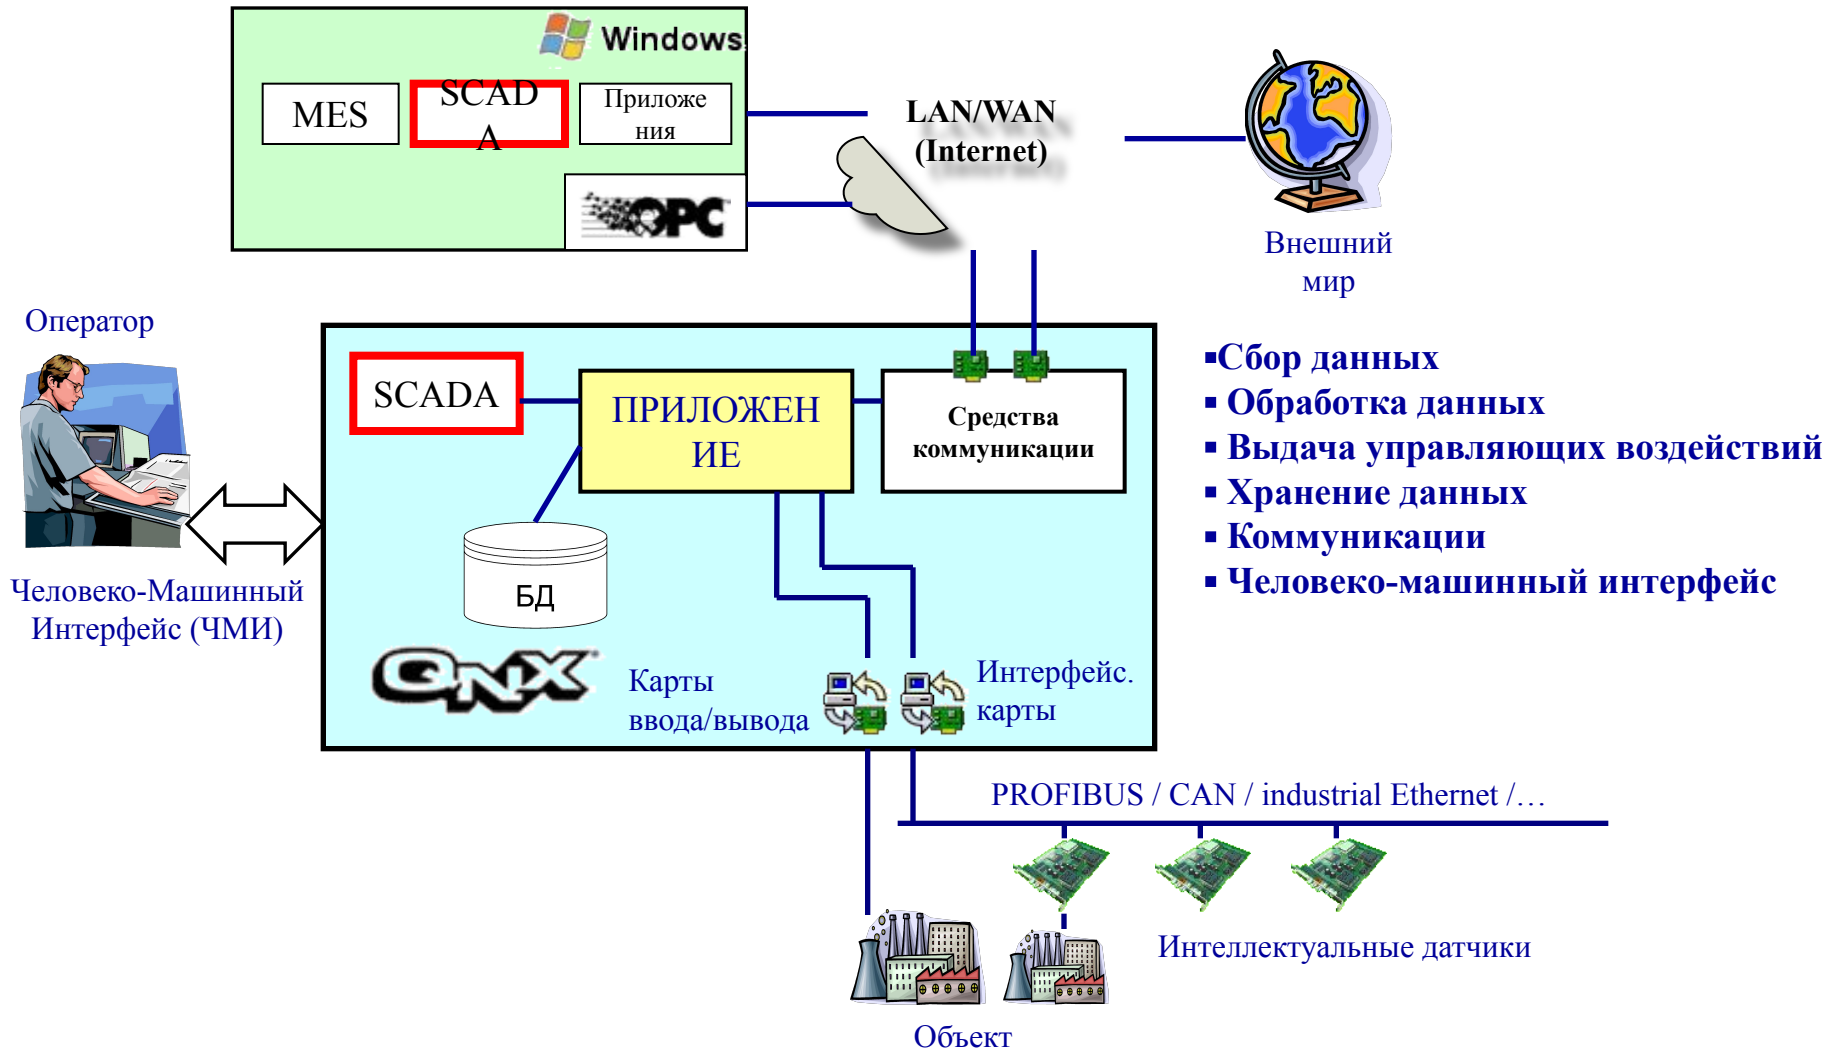 Windows
MES
SCAD
A
Приложе
ния
OPC
LAN/WAN
(Internet)
Внешний
мир
Оператор
Человеко-Машинный
Интерфейс (ЧМИ)
SCADA
ПРИЛОЖЕН
ИЕ
Средства
коммуникации
БД
QNX
Карты
ввода/вывода
Интерфейс.
карты
▪Сбор данных
▪ Обработка данных
▪ Выдача управляющих воздействий
▪ Хранение данных
▪ Коммуникации
▪ Человеко-машинный интерфейс
PROFIBUS / CAN / industrial Ethernet /…
Интеллектуальные датчики
Объект